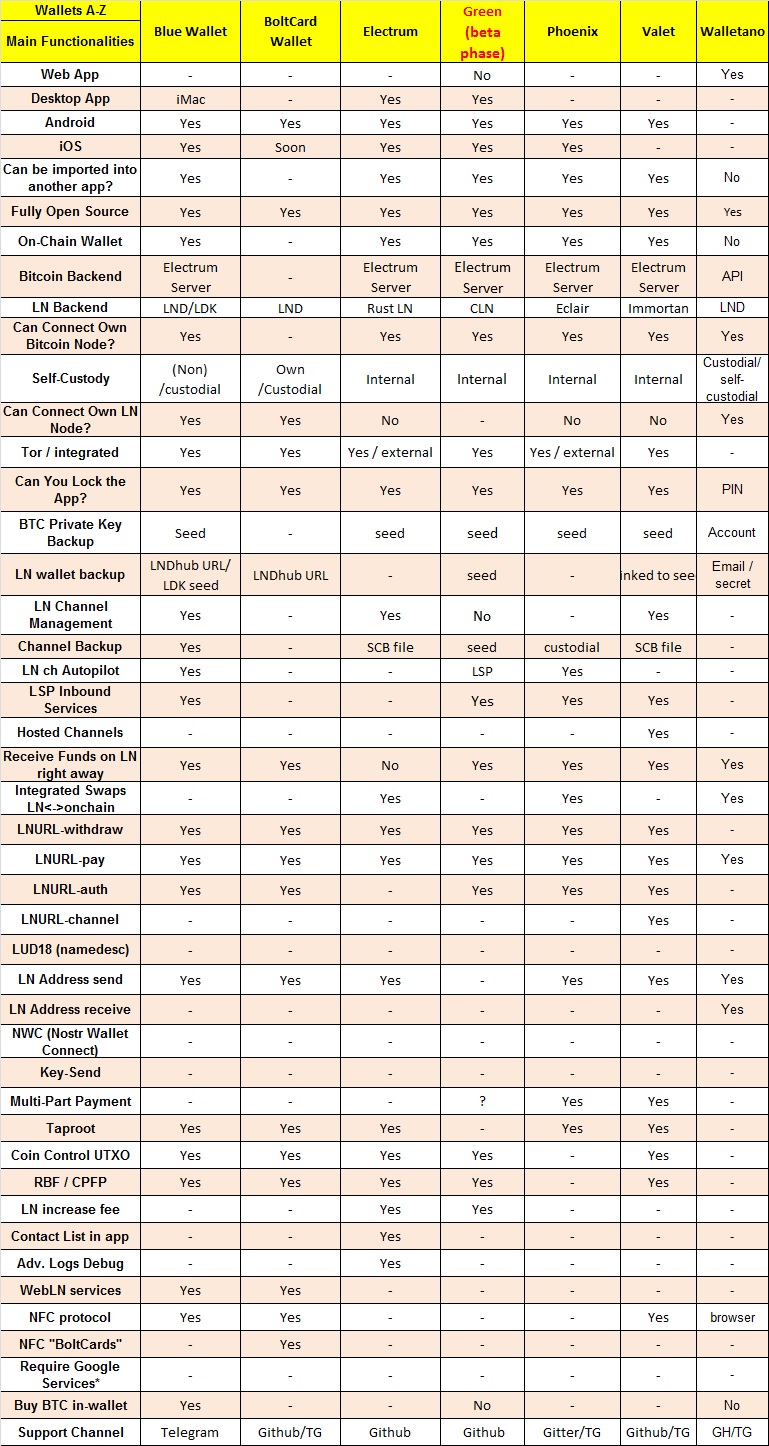 Wallets A-Z
Main Functionalities
Blue Wallet
BoltCard
Wallet
Electrum
Green
(beta
phase)
Phoenix
Valet
Walletano
Web App - - - No - - Yes
Desktop App iMac - Yes Yes - - -
Android Yes Yes Yes Yes Yes Yes -
iOS Yes Soon Yes Yes Yes - -
Can be imported into
another app?
Yes - Yes Yes Yes Yes No
Fully Open Source Yes Yes Yes Yes Yes Yes Yes
On-Chain Wallet Yes - Yes Yes Yes Yes No
Bitcoin Backend
Electrum
Server
-
Electrum
Server
Electrum
Server
Electrum
Server
Electrum
Server
API
LN Backend LND/LDK LND Rust LN CLN Eclair Immortan LND
Can Connect Own
Bitcoin Node?
Yes - Yes Yes Yes Yes Yes
Self-Custody
(Non)
/custodial
Own
/Custodial
Internal Internal Internal Internal
Custodial/
self-
custodial
Can Connect Own LN
Node?
Yes Yes No - No No Yes
Tor / integrated Yes Yes Yes / external Yes Yes / external Yes -
Can You Lock the
App?
Yes Yes Yes Yes Yes Yes PIN
BTC Private Key
Backup
Seed - seed seed seed seed Account
LN wallet backup
LNDhub URL/
LDK seed
LNDhub URL - seed - inked to see
Email /
secret
LN Channel
Management
Yes - Yes No - Yes -
Channel Backup Yes - SCB file seed custodial SCB file -
LN ch Autopilot Yes - - LSP Yes - -
LSP Inbound
Services
Yes - - Yes Yes Yes -
Hosted Channels - - - - - Yes -
Receive Funds on LN
right away
Yes Yes No Yes Yes Yes Yes
Integrated Swaps
LN<->onchain
- - Yes - Yes - Yes
LNURL-withdraw Yes Yes Yes Yes Yes Yes -
LNURL-pay Yes Yes Yes Yes Yes Yes Yes
LNURL-auth Yes Yes - Yes Yes Yes -
LNURL-channel - - - - - Yes -
LUD18 (namedesc) - - - - - - -
LN Address send Yes Yes Yes - Yes Yes Yes
LN Address receive - - - - - - Yes
NWC (Nostr Wallet
Connect)
- - - - - - -
Key-Send - - - - - - -
Multi-Part Payment - - - ? Yes Yes -
Taproot Yes Yes Yes - Yes Yes -
Coin Control UTXO Yes Yes Yes Yes - Yes -
RBF / CPFP Yes Yes Yes Yes - Yes -
LN increase fee - - Yes Yes - - -
Contact List in app - - Yes - - - -
Adv. Logs Debug - - Yes - - - -
WebLN services Yes Yes - - - - -
NFC protocol Yes Yes - - - Yes browser
NFC "BoltCards" - Yes - - - - -
Require Google
Services*
- - - - - - -
Buy BTC in-wallet Yes - - No - - No
Support Channel Telegram Github/TG Github Github Gitter/TG Github/TG GH/TG